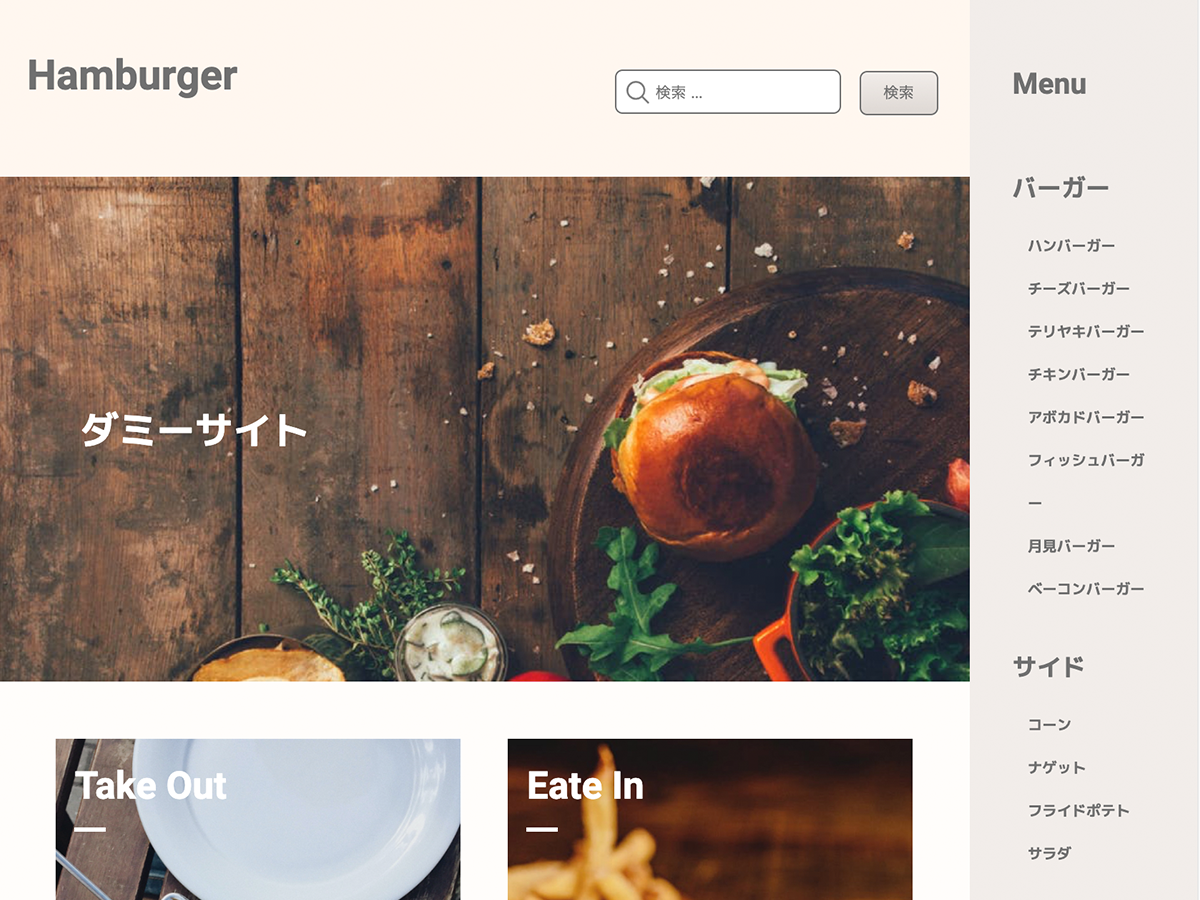 Hamburger
検索 ...
検索
ダミーサイト
Take Out
Eate In
Menu
バーガー
ハンバーガー
チーズバーガー
テリヤキバーガー
チキンバーガー
アボカドバーガー
フィッシュバーガ
ー
月見バーガー
ベーコンバーガー
サイド
コーン
ナゲット
フライドポテト
サラダ